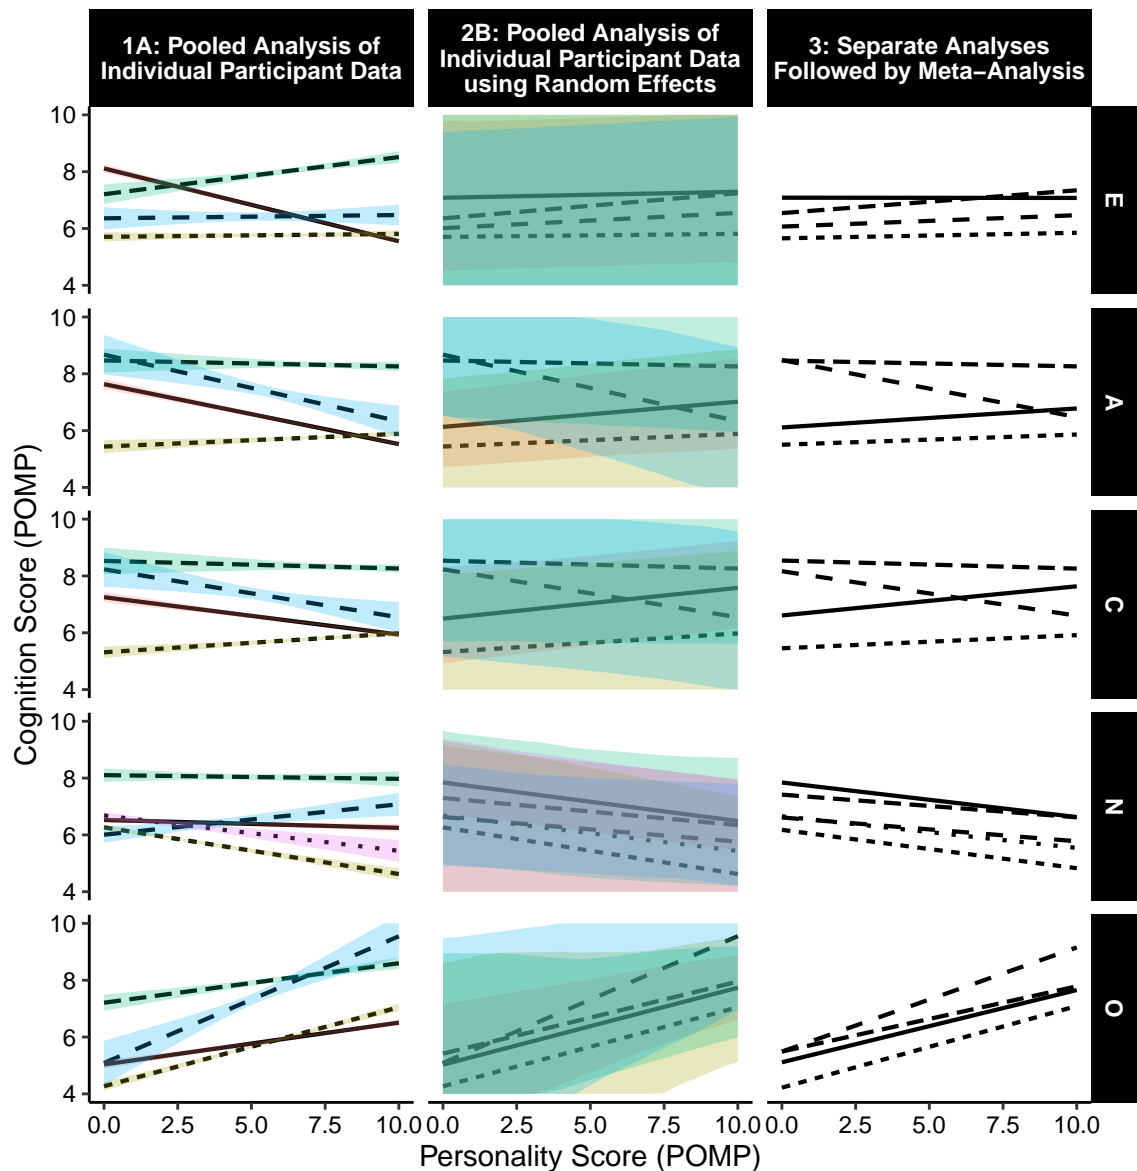 1A: Pooled Analysis of
Individual Participant Data
2B: Pooled Analysis of
Individual Participant Data
using Random Effects
3: Separate Analyses
Followed by Meta−Analysis
Cognition Score (POMP)
10
8
6
4
E
10
8
6
4
A
10
8
6
4
C
10
8
6
4
N
10
8
6
4
O
0.0 2.5 5.0 7.5 10.0 0.0 2.5 5.0 7.5 10.0 0.0 2.5 5.0 7.5 10.0
Personality Score (POMP)